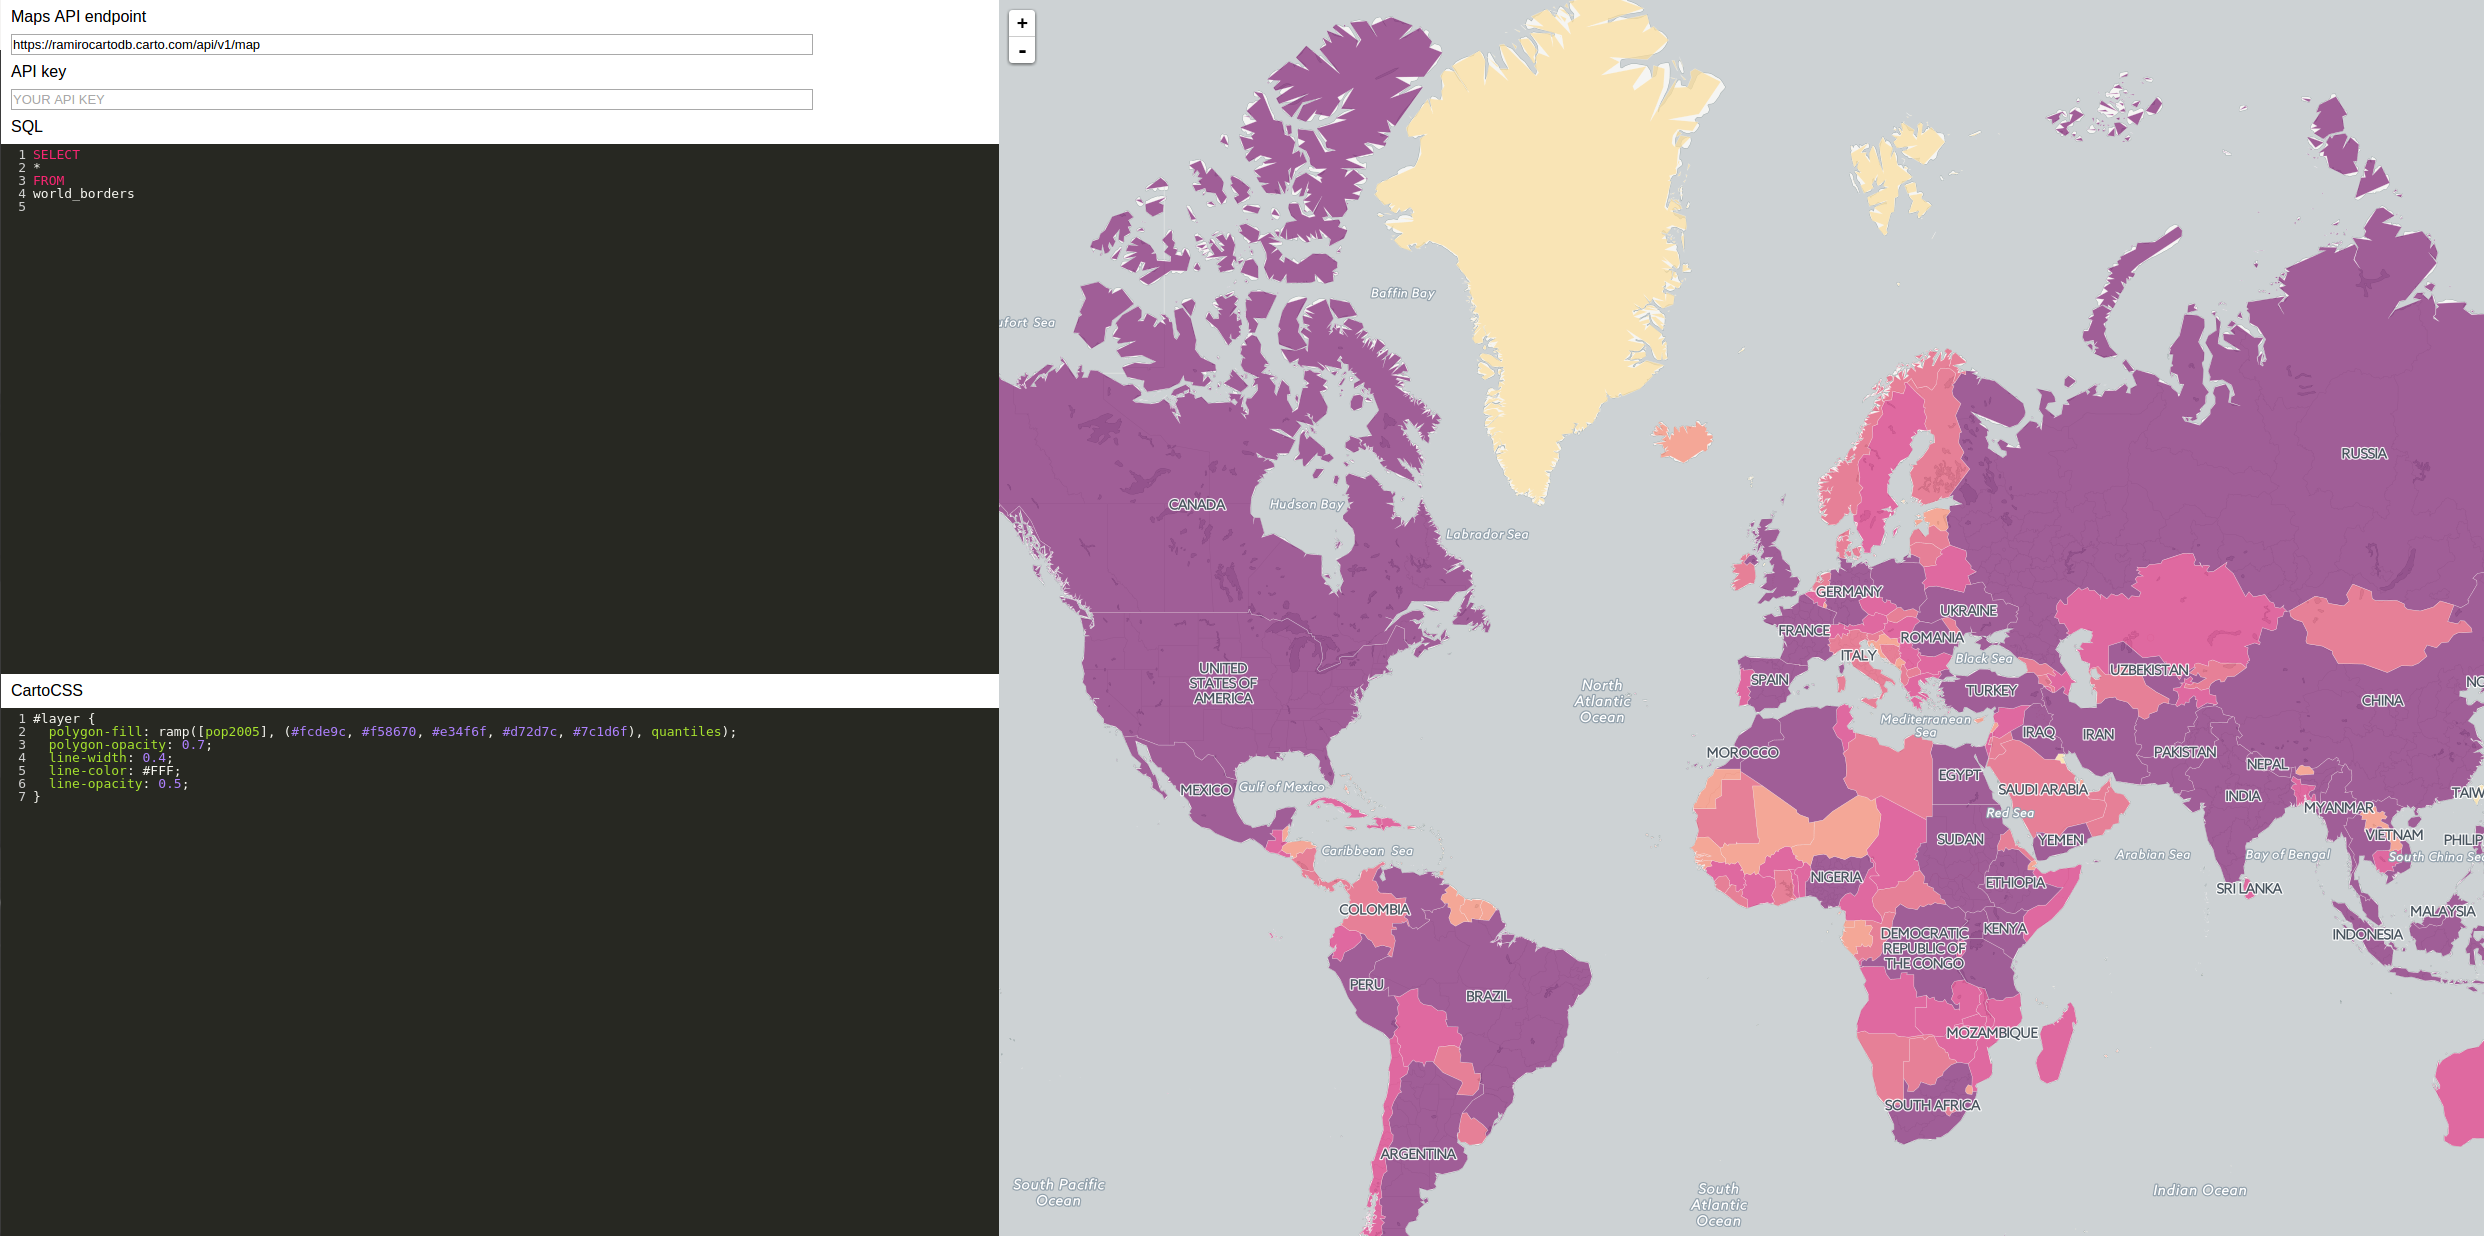 Maps API endpoint
https://ramirocartodb.carto.com/api/v1/map
API key
YOUR API KEY
SQL
1 SELECT
2 *
3 FROM
4 world_borders
5
CartoCSS
1 #layer {
2   polygon-fill: ramp([pop2005], (#fcde9c, #f58670, #e34f6f, #d72d7c, #7c1d6f), quantiles);
3   polygon-opacity: 0.7;
4   line-width: 0.4;
5   line-color: #FFF;
6   line-opacity: 0.5;
7 }
+
-
Baffin Bay
ufort Sea
RUSSIA
CANADA
Hudson Bay
Labrador Sea
GERMANY
UKRAINE
FRANCE
ROMANIA
ITALY
Black Sea
UNITED
STATES OF
AMERICA
UZBEKISTAN
SPAIN
TURKEY
NO
North
Atlantic
Ocean
CHINA
Mediterranean
Sea
IRAQ
IRAN
MOROCCO
PAKISTAN
NEPAL
EGYPT
MEXICO
Gulf of Mexico
SAUDI ARABIA
INDIA
TAIW
MYANMAR
Red Sea
VIETNAM
SUDAN
YEMEN
PHILIP
Caribbean Sea
Arabian Sea
Bay of Bengal
South China Sea
NIGERIA
ETHIOPIA
SRI LANKA
COLOMBIA
MALAYSIA
KENYA
INDONESIA
DEMOCRATIC
REPUBLIC OF
THE CONGO
PERU
BRAZIL
MOZAMBIQUE
SOUTH AFRICA
ARGENTINA
South Pacific
Ocean
South
Atlantic
Ocean
Indian Ocean